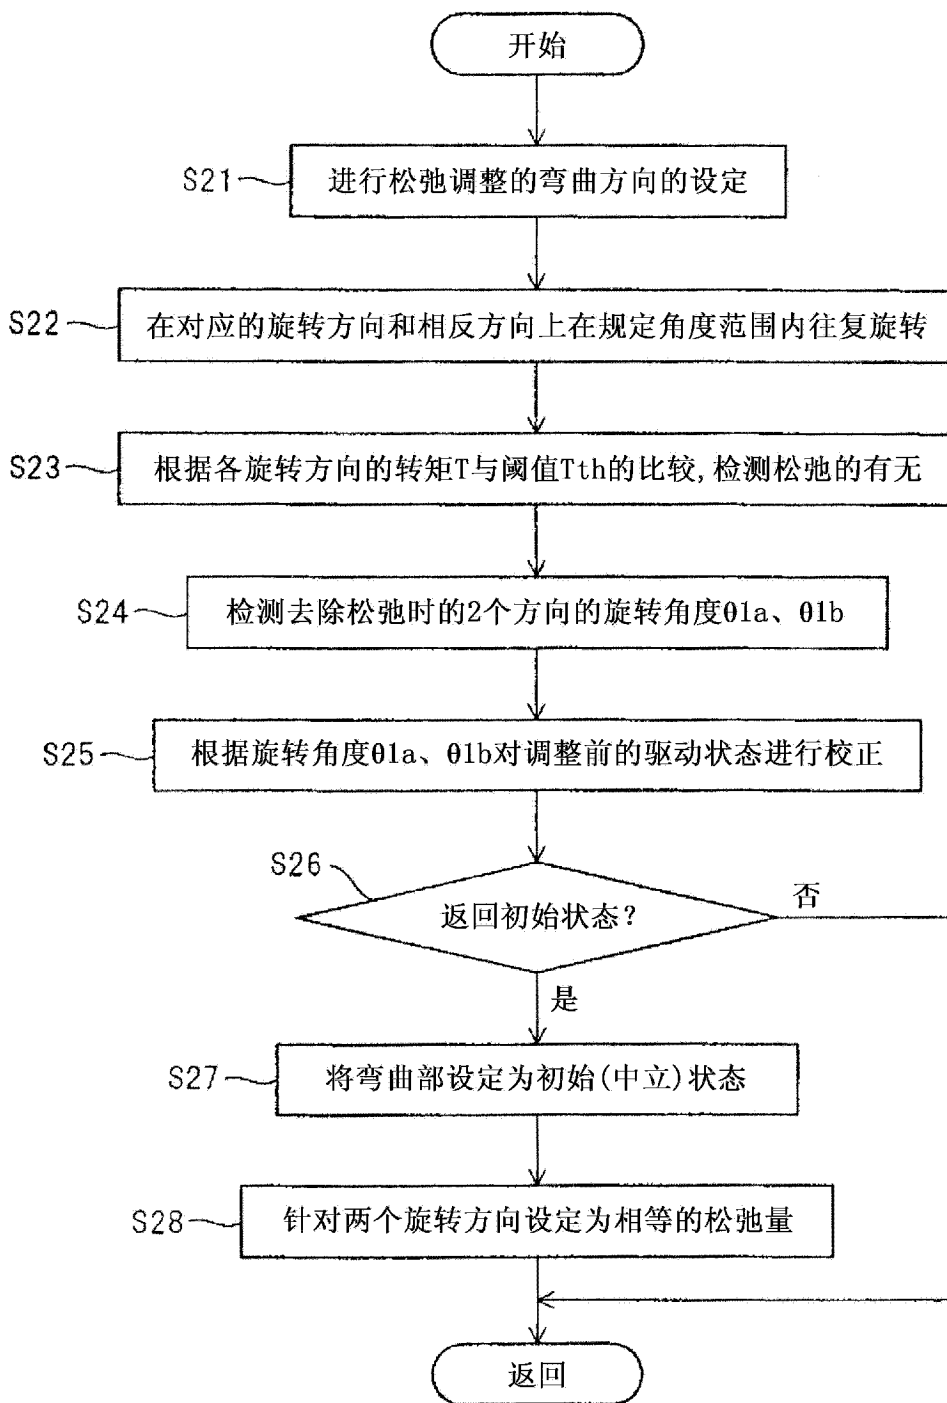 开始
S21
进行松弛调整的弯曲方向的设定
S22
在对应的旋转方向和相反方向上在规定角度范围内往复旋转
S23
根据各旋转方向的转矩T与阈值Tth的比较,检测松弛的有无
S24
检测去除松弛时的2个方向的旋转角度θ1a、θ1b
S25
根据旋转角度θ1a、θ1b对调整前的驱动状态进行校正
S26
返回初始状态?
否
是
S27
将弯曲部设定为初始(中立)状态
S28
针对两个旋转方向设定为相等的松弛量
返回